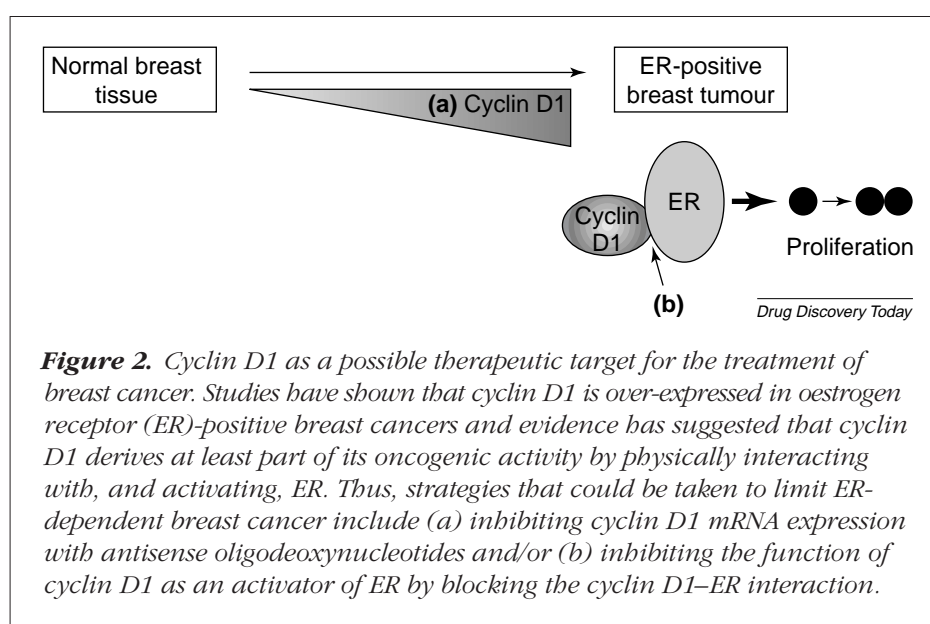 Normal breast
tissue
ER-positive
breast tumour
(a) Cyclin D1
Cyclin
D1
ER
Proliferation
(b)
Drug Discovery Today
Figure 2. Cyclin D1 as a possible therapeutic target for the treatment of
breast cancer. Studies have shown that cyclin D1 is over-expressed in oestrogen
receptor (ER)-positive breast cancers and evidence has suggested that cyclin
D1 derives at least part of its oncogenic activity by physically interacting
with, and activating, ER. Thus, strategies that could be taken to limit ER-
dependent breast cancer include (a) inhibiting cyclin D1 mRNA expression
with antisense oligodeoxynucleotides and/or (b) inhibiting the function of
cyclin D1 as an activator of ER by blocking the cyclin D1–ER interaction.